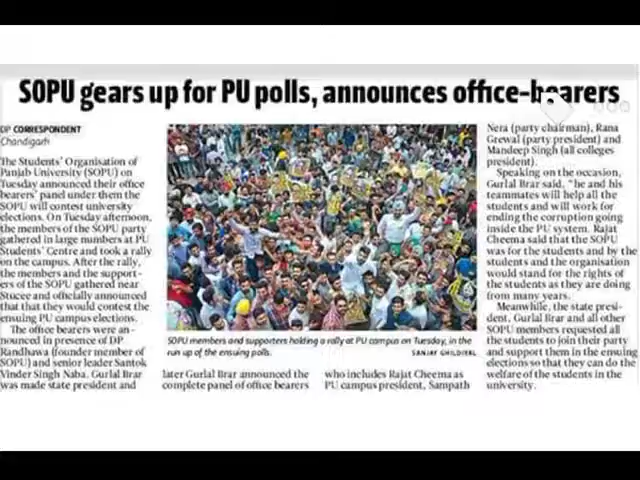 SOPU gears up for PU polls, announces office-bearers
DP CORRESPONDENT
Chandigarh
The Students' Organisation of
Panjab University (SOPU) on
Tuesday announced their office
bearers' panel under them the
SOPU will contest university
elections. On Tuesday afternoon,
the members of the SOPU party
gathered in large numbers at PU
Students' Centre and took a rally
on the campus. After the rally,
the members and the support-
ers of the SOPU gathered near
Stucee and officially announced
that that they would contest the
ensuing PU campus elections.
The office bearers were an-
nounced in presence of DP
Randhawa (founder member of
SOPU) and senior leader Santok
Vinder Singh Naba. Gurlal Brar
was made state president and
SOPU members and supporters holding a rally at PU campus on Tuesday, in the
run up of the ensuing polls.
SANJAY GHILDIYAL
later Gurlal Brar announced the
complete panel of office bearers
who includes Rajat Cheema as
PU campus president, Sampath
Nera (party chairman), Rana
Grewal (party president) and
Mandeep Singh (all colleges
president).
Speaking on the occasion,
Gurlal Brar said, "he and his
teammates will help all the
students and will work for
ending the corruption going
inside the PU system. Rajat
Cheema said that the SOPU
was for the students and by the
students and the organisation
would stand for the rights of
the students as they are doing
from many years.
Meanwhile, the state presi-
dent, Gurlal Brar and all other
SOPU members requested all
the students to join their party
and support them in the ensuing
elections so that they can do the
welfare of the students in the
university.